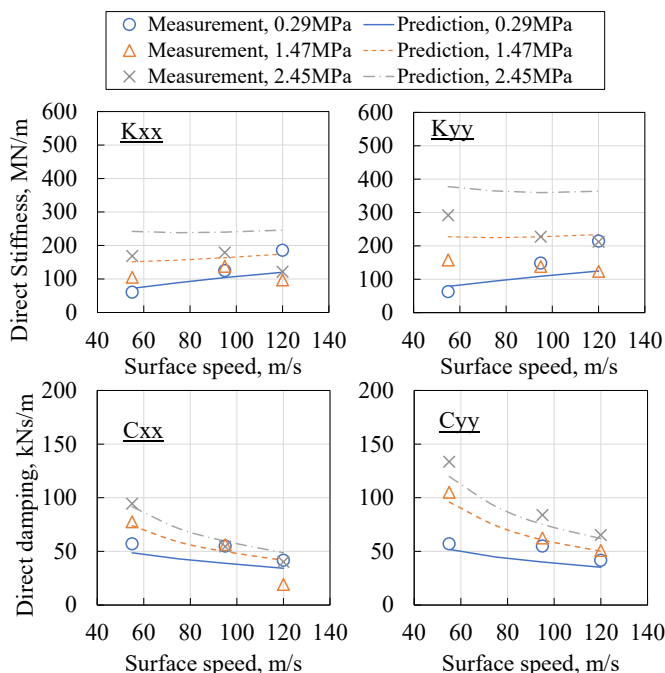 Measurement, 0.29MPa Prediction, 0.29MPa
Measurement, 1.47MPa Prediction, 1.47MPa
Measurement, 2.45MPa Prediction, 2.45MPa
Direct Stiffness, MN/m
600
500
400
300
200
100
0
Kxx
40 60 80 100 120 140
Surface speed, m/s
600
500
400
300
200
100
0
Kyy
40 60 80 100 120 140
Surface speed, m/s
Direct damping, kNs/m
200
150
100
50
0
Cxx
40 60 80 100 120 140
Surface speed, m/s
200
150
100
50
0
Cyy
40 60 80 100 120 140
Surface speed, m/s